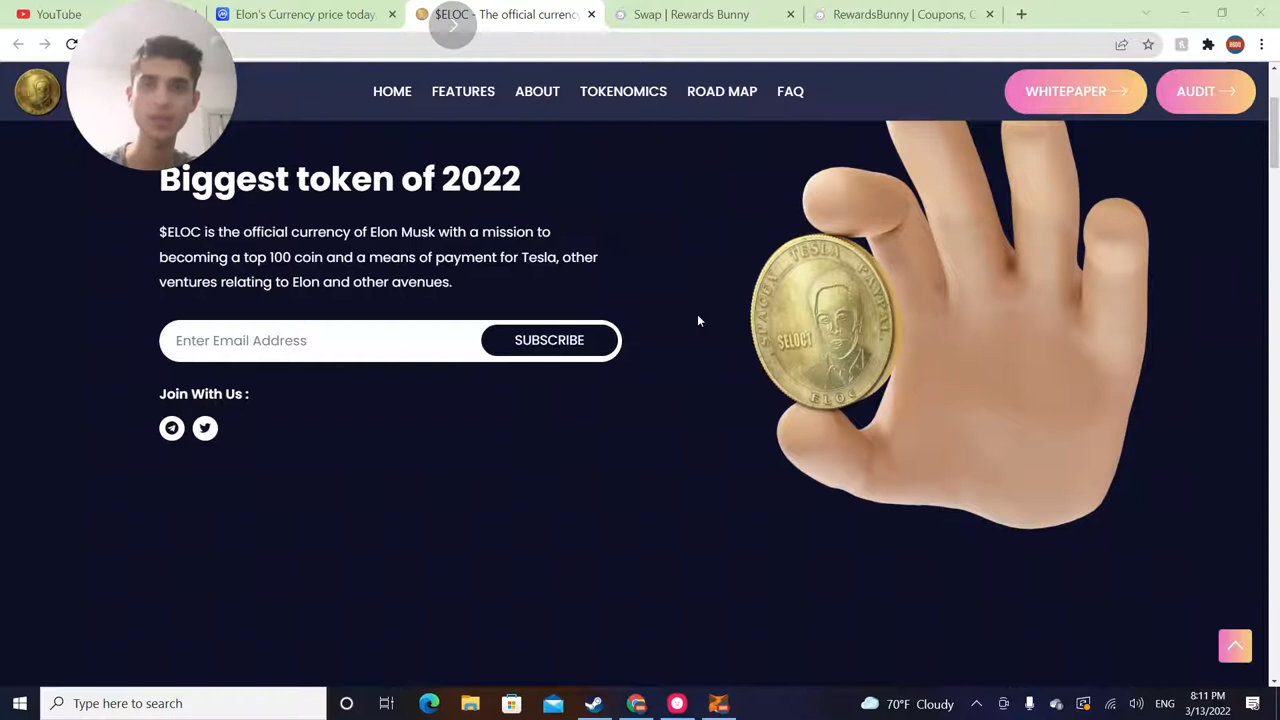 YouTube
Elon's Currency price today.
$ELOC - The official currency
Swap | Rewards Bunny
RewardsBunny | Coupons, C
HOME
FEATURES
ABOUT
TOKENOMICS
ROAD MAP
FAQ
WHITEPAPER
AUDIT
Biggest token of 2022
$ELOC is the official currency of Elon Musk with a mission to
becoming a top 100 coin and a means of payment for Tesla, other
ventures relating to Elon and other avenues.
Enter Email Address
SUBSCRIBE
Join With Us :
SPACEX TESLA PAYPAL
$ELOC1
ELOC
Type here to search
70°F Cloudy
ENG
8:11 PM
3/13/2022